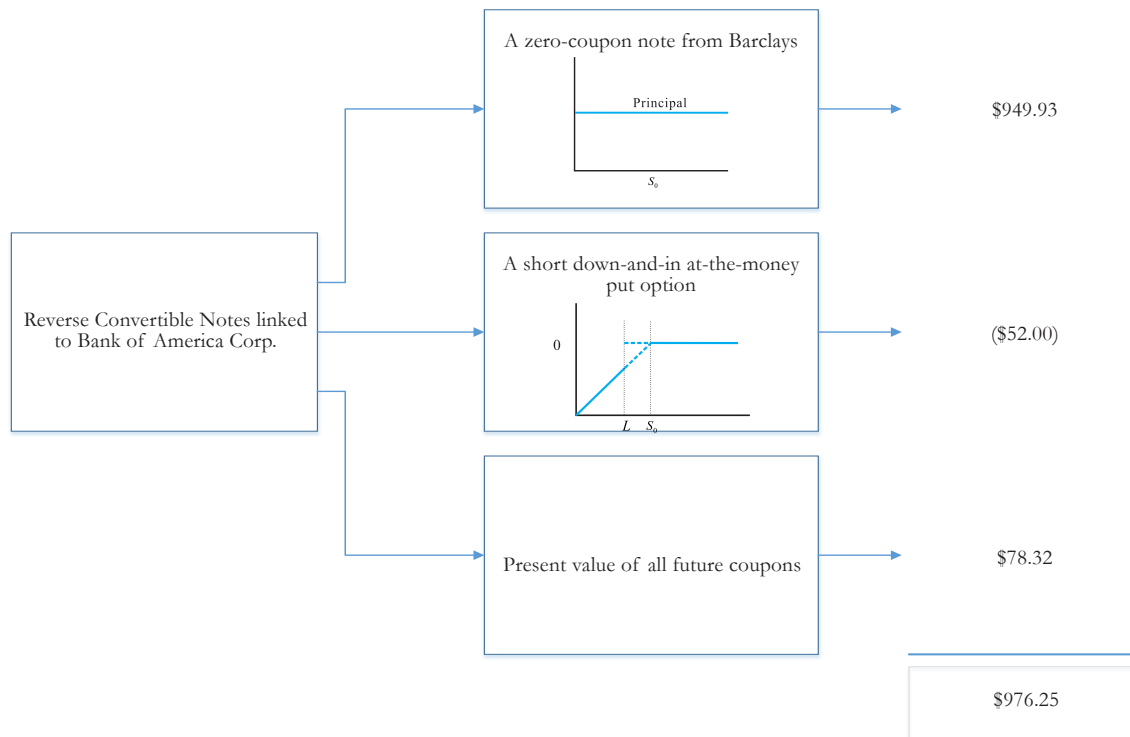 A zero-coupon note from Barclays
Principal
S₀
$949.93
Reverse Convertible Notes linked
to Bank of America Corp.
A short down-and-in at-the-money
put option
0
L S₀
($52.00)
Present value of all future coupons
$78.32
$976.25